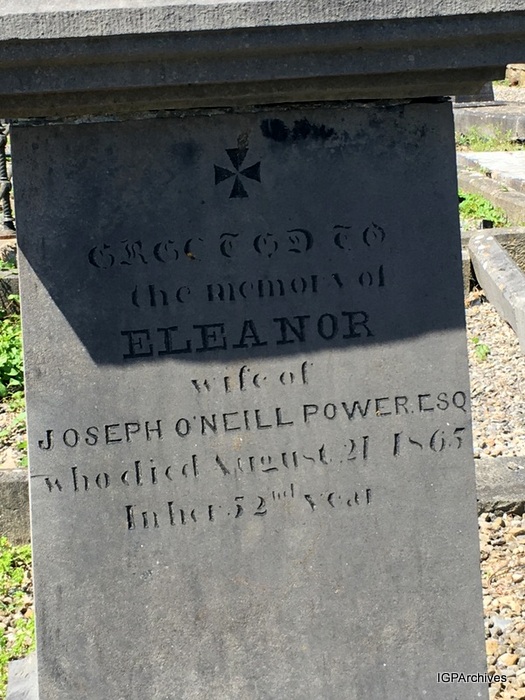 ERECTED TO
the memory of
ELEANOR
wife of
JOSEPH O'NEILL POWER, ESQ
who died August 21 1865
In her 52nd year
IGPArchives